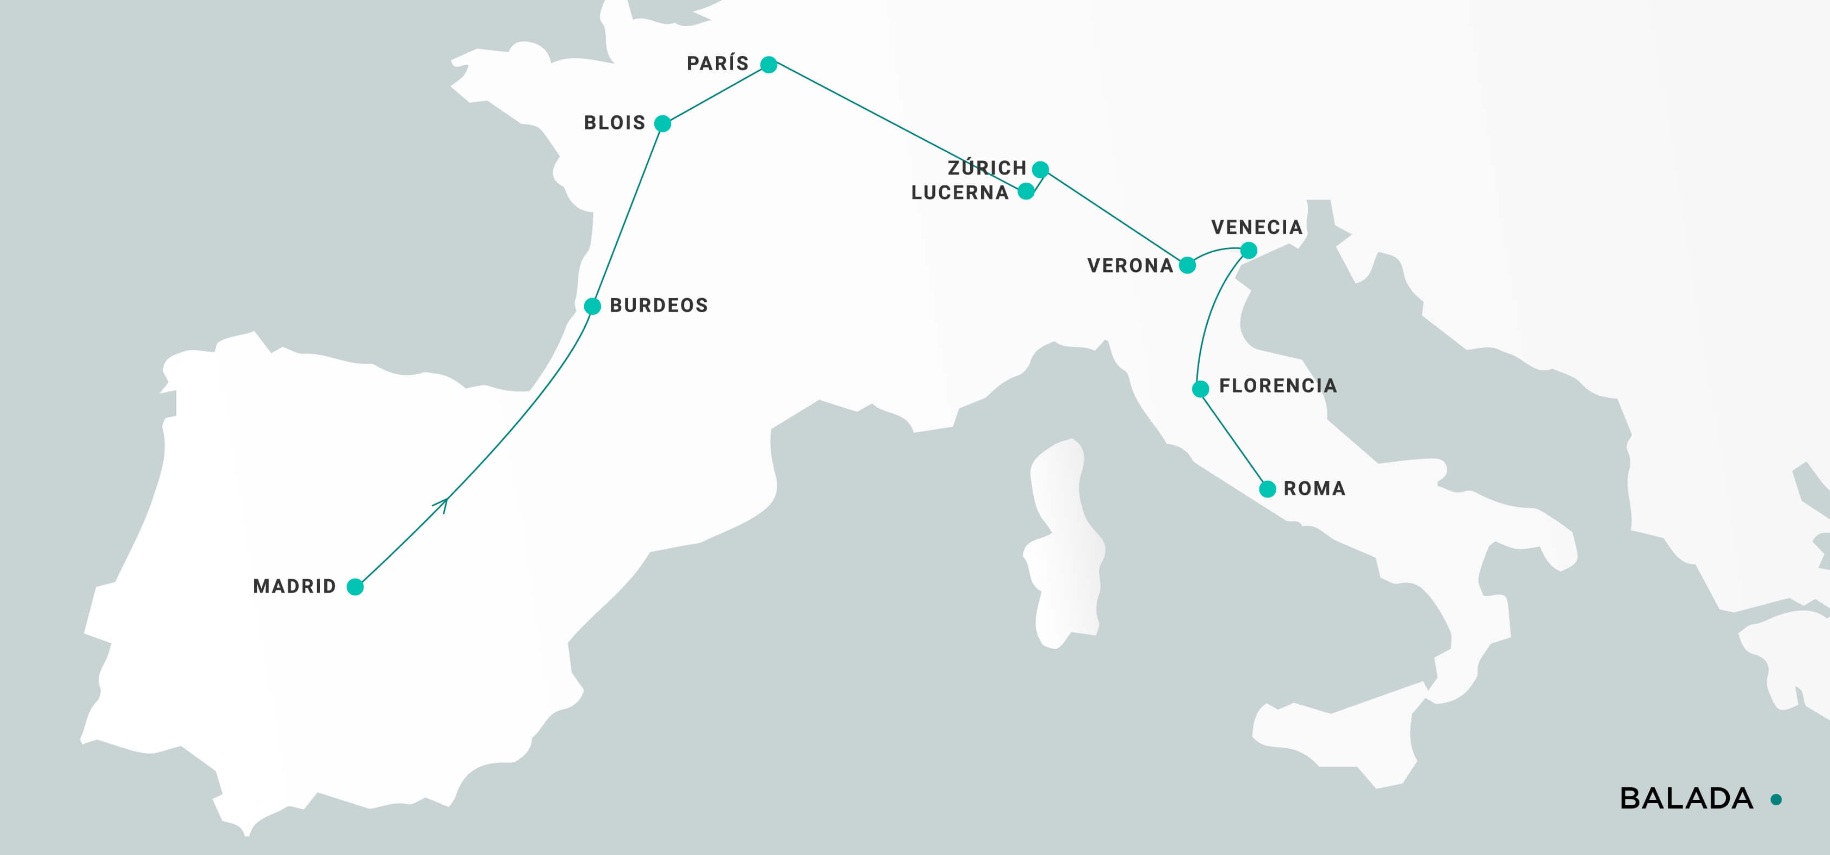 PARÍS
BLOIS
ZÚRICH
LUCERNA
VENECIA
VERONA
BURDEOS
FLORENCIA
ROMA
MADRID
BALADA